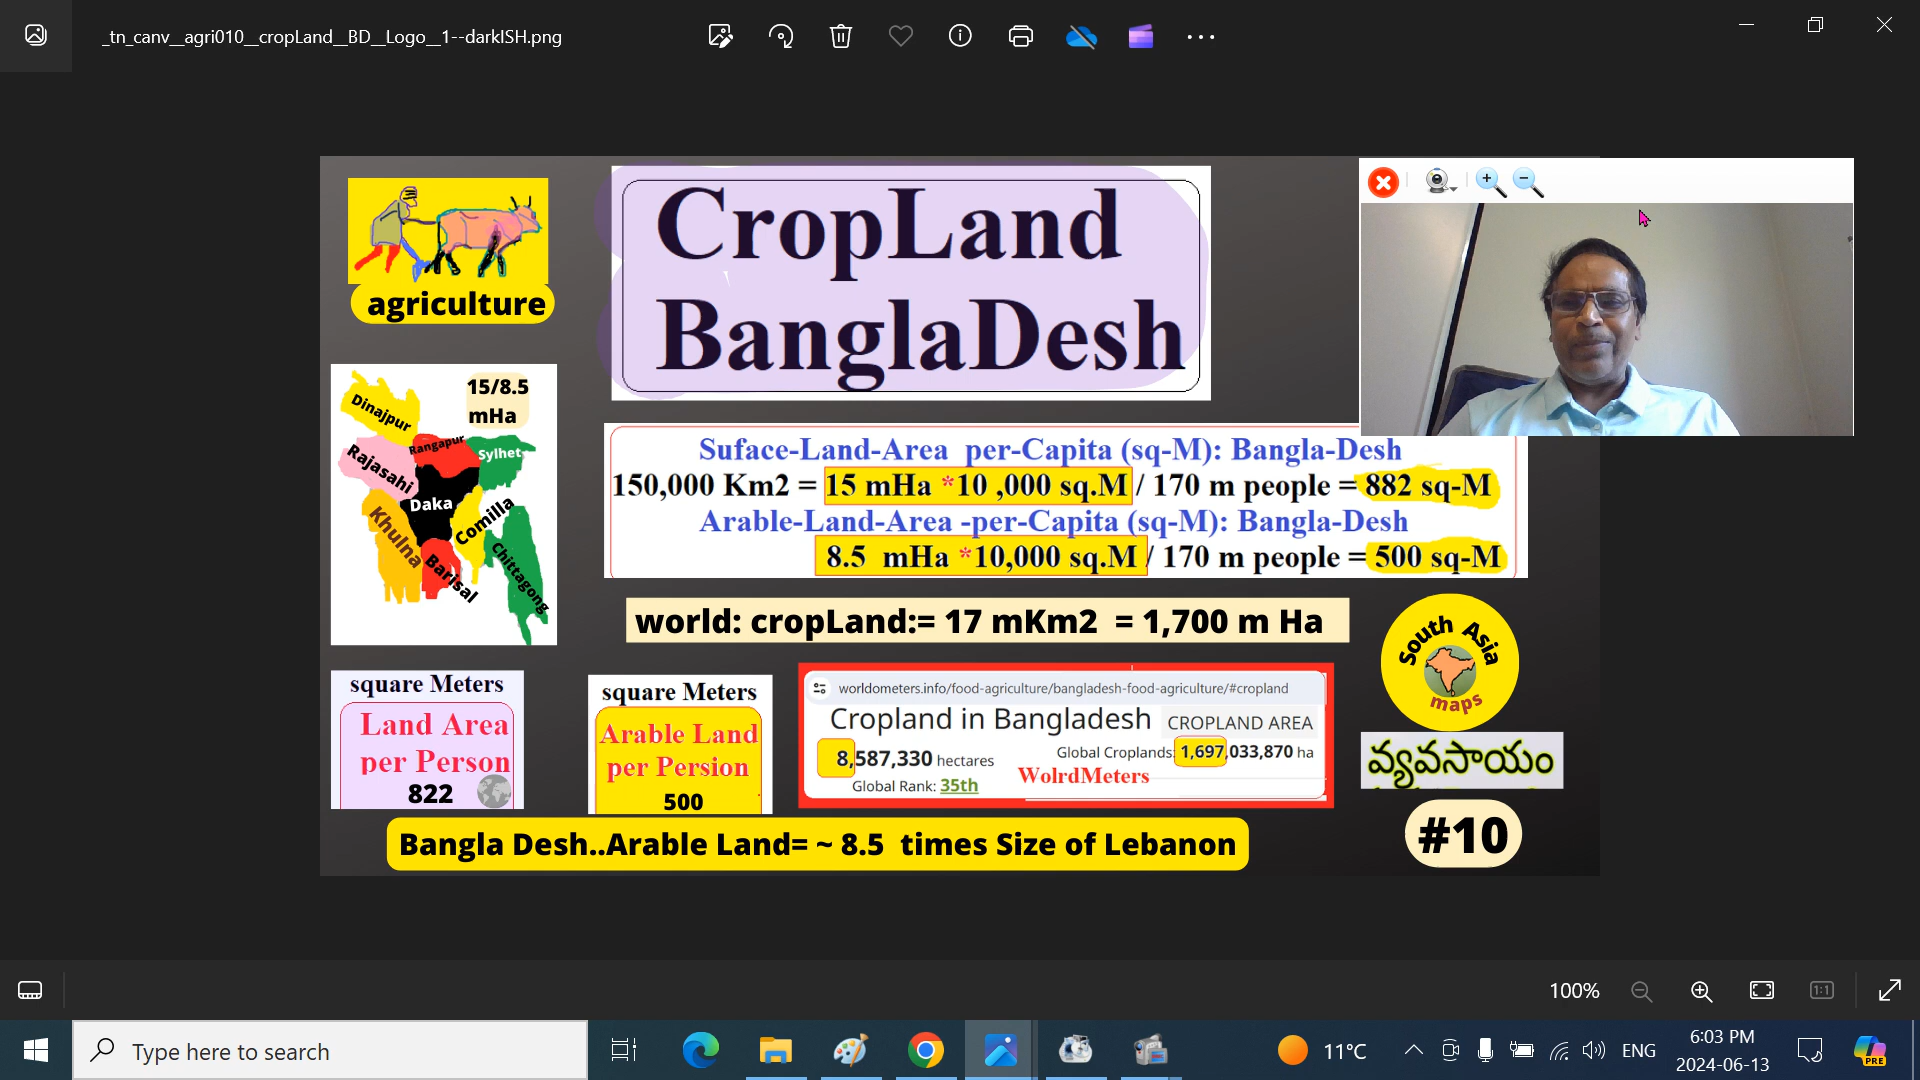 _tn_canv__agri010__cropLand__BD__Logo__1--darkISH.png
agriculture
CropLand
BanglaDesh
15/8.5
mHa
Dinajpur
Rangapur
Rajasahi
Sylhet
Daka
Comilla
Khulna
Barisal
Chittagong
Suface-Land-Area per-Capita (sq-M): Bangla-Desh
150,000 Km2 = 15 mHa *10 ,000 sq.M / 170 m people = 882 sq-M
Arable-Land-Area -per-Capita (sq-M): Bangla-Desh
8.5 mHa *10,000 sq.M / 170 m people = 500 sq-M
world: cropLand:= 17 mKm2 = 1,700 m Ha
South Asia
maps
square Meters
Land Area
per Person
822
square Meters
Arable Land
per Persion
500
worldometers.info/food-agriculture/bangladesh-food-agriculture/#cropland
Cropland in Bangladesh CROPLAND AREA
8,587,330 hectares Global Croplands: 1,697,033,870 ha
WolrdMeters
Global Rank: 35th
వ్యవసాయం
Bangla Desh..Arable Land= ~ 8.5 times Size of Lebanon
#10
100%
1:1
Type here to search
11°C
ENG
6:03 PM
2024-06-13
PRE